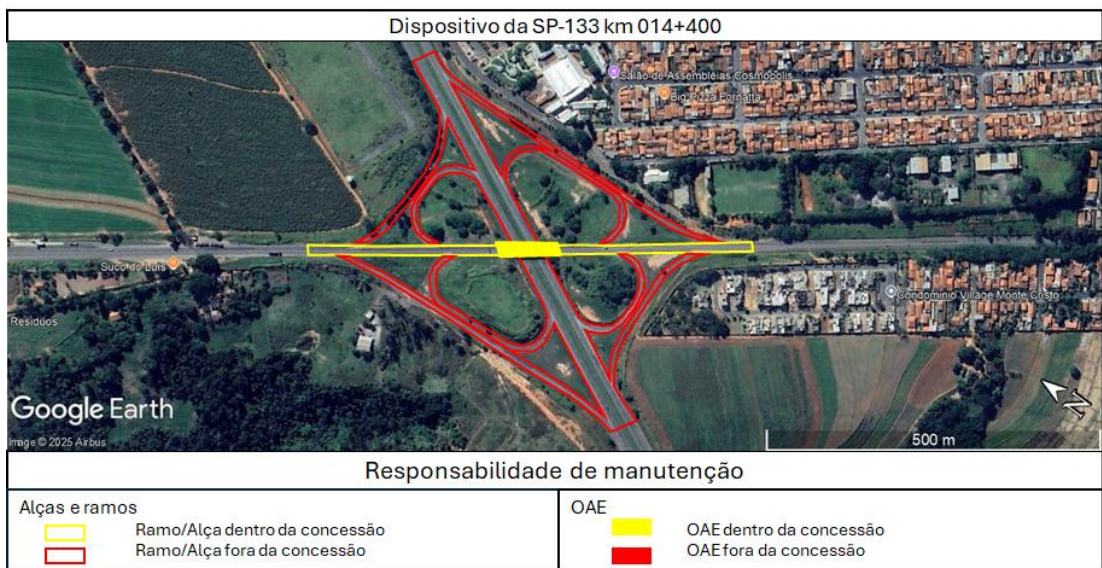 Dispositivo da SP-133 km 014+400
Salão de Assembléias Cosmópolis
Big Pizza Fornatta
Suco do Luis
Condomínio Village Monte Cristo
Resíduos
Google Earth
Image © 2025 Airbus
N
500 m
Responsabilidade de manutenção
Alças e ramos
Ramo/Alça dentro da concessão
Ramo/Alça fora da concessão
OAE
OAE dentro da concessão
OAE fora da concessão